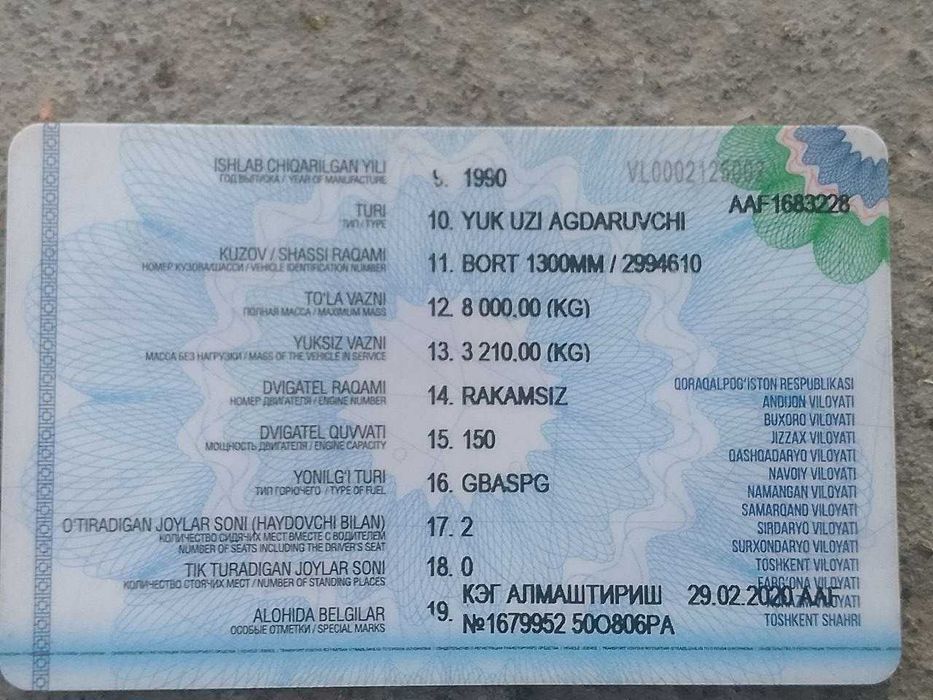 ISHLAB CHIQARILGAN YILI
ГОД ВЫПУСКА / YEAR OF MANUFACTURE
9. 1990
VL0002125002
AAF1683228
TURI
ТИП / TYPE
10. YUK UZI AGDARUVCHI
KUZOV / SHASSI RAQAMI
НОМЕР КУЗОВА/ШАССИ / VEHICLE IDENTIFICATION NUMBER
11. BORT 1300MM / 2994610
TO'LA VAZNI
ПОЛНАЯ МАССА / MAXIMUM MASS
12. 8 000.00 (KG)
YUKSIZ VAZNI
МАССА БЕЗ НАГРУЗКИ / MASS OF THE VEHICLE IN SERVICE
13. 3 210.00 (KG)
DVIGATEL RAQAMI
НОМЕР ДВИГАТЕЛЯ / ENGINE NUMBER
14. RAKAMSIZ
DVIGATEL QUVVATI
МОЩНОСТЬ ДВИГАТЕЛЯ / ENGINE CAPACITY
15. 150
YONILG'I TURI
ТИП ГОРЮЧЕГО / TYPE OF FUEL
16. GBASPG
O'TIRADIGAN JOYLAR SONI (HAYDOVCHI BILAN)
КОЛИЧЕСТВО СИДЯЧИХ МЕСТ ВМЕСТЕ С ВОДИТЕЛЕМ
NUMBER OF SEATS INCLUDING THE DRIVER'S SEAT
17. 2
TIK TURADIGAN JOYLAR SONI
КОЛИЧЕСТВО СТОЯЧИХ МЕСТ / NUMBER OF STANDING PLACES
18. 0
ALOHIDA BELGILAR
ОСОБЫЕ ОТМЕТКИ / SPECIAL MARKS
19. КЭГ АЛМАШТИРИШ 29.02.2020 AAF
№1679952 50O806PA
QORAQALPOG'ISTON RESPUBLIKASI
ANDIJON VILOYATI
BUXORO VILOYATI
JIZZAX VILOYATI
QASHQADARYO VILOYATI
NAVOIY VILOYATI
NAMANGAN VILOYATI
SAMARQAND VILOYATI
SIRDARYO VILOYATI
SURXONDARYO VILOYATI
TOSHKENT VILOYATI
FARG'ONA VILOYATI
VILOYATI
TOSHKENT SHAHRI